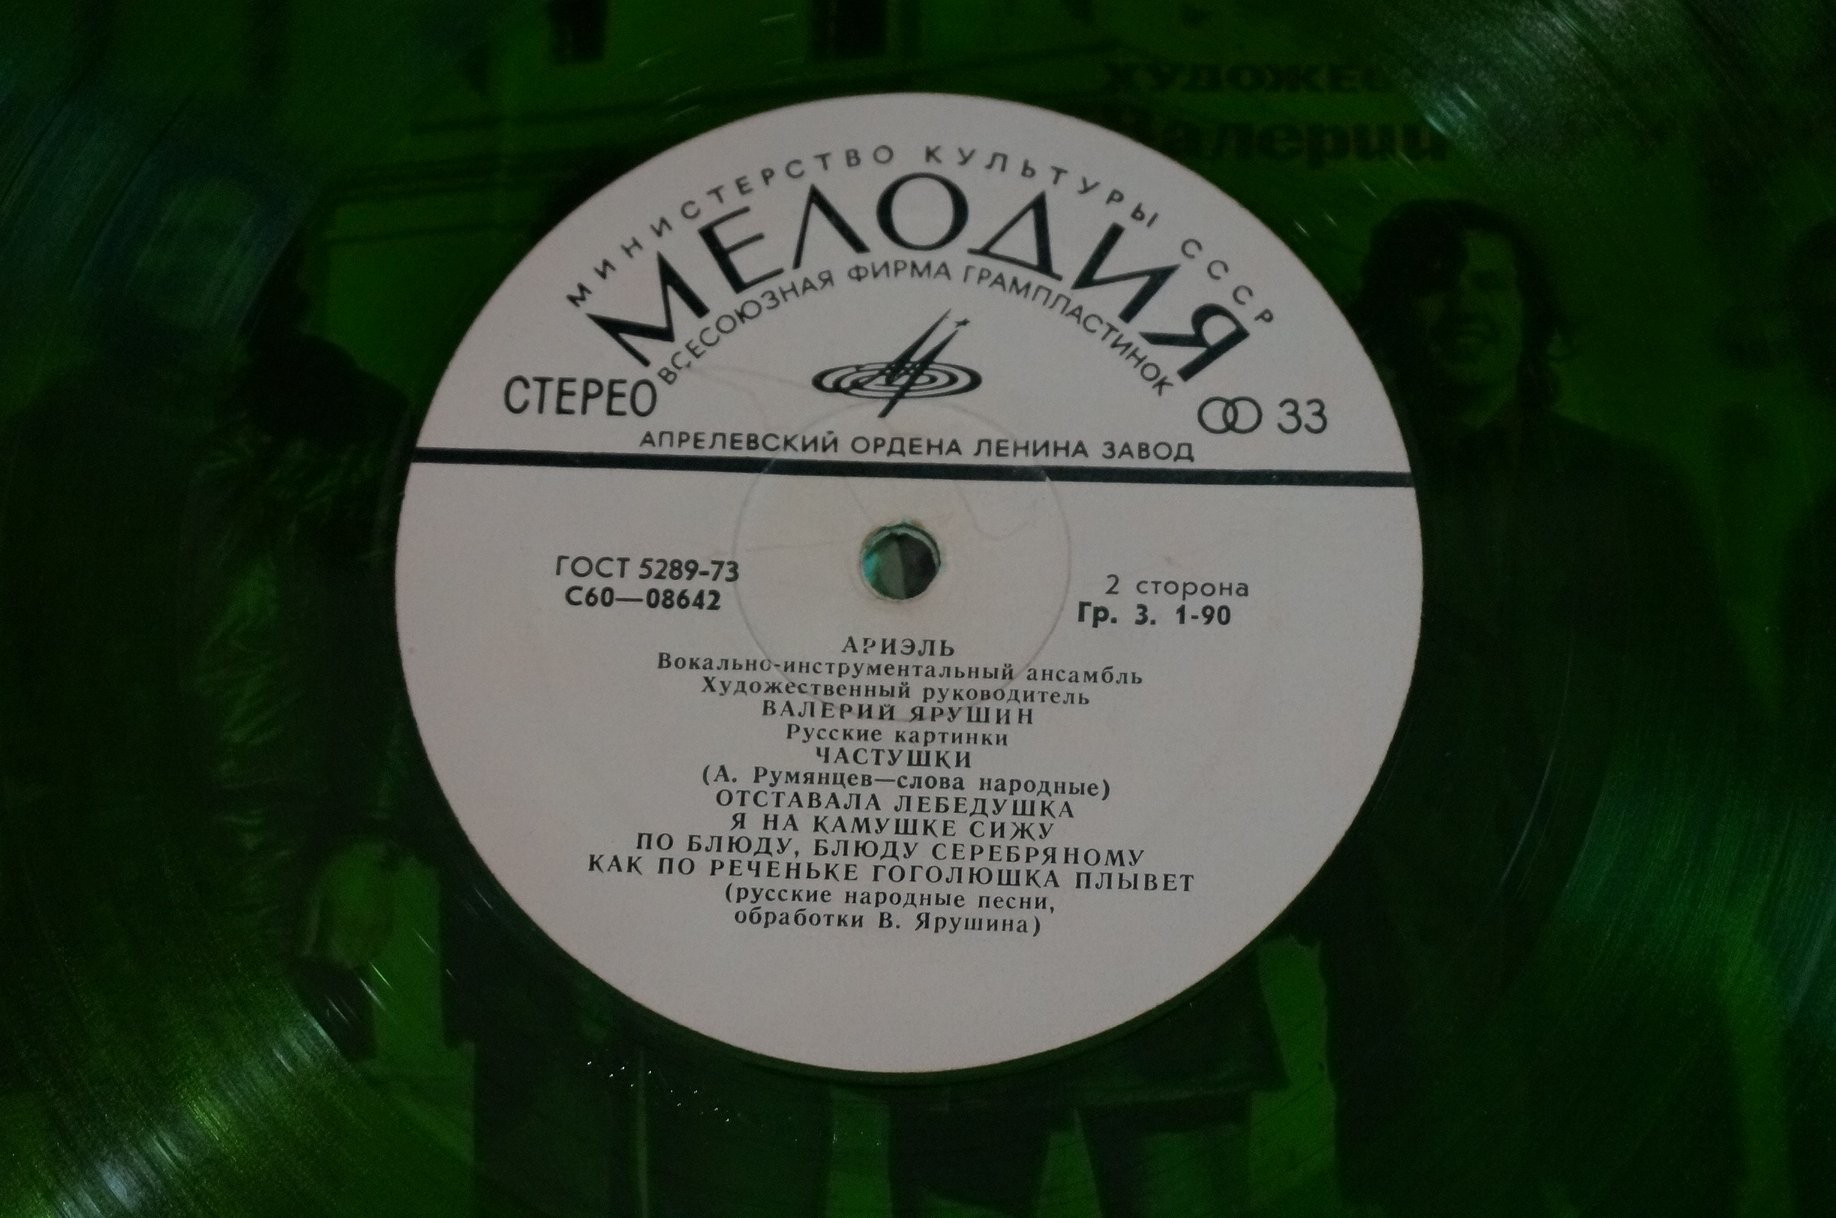 ХУДОЖЕС
Валерий
МИНИСТЕРСТВО КУЛЬТУРЫ СССР
МЕЛОДИЯ
ВСЕСОЮЗНАЯ ФИРМА ГРАМПЛАСТИНОК
СТЕРЕО
33
АПРЕЛЕВСКИЙ ОРДЕНА ЛЕНИНА ЗАВОД
ГОСТ 5289-73
С60—08642
2 сторона
Гр. 3. 1-90
АРИЭЛЬ
Вокально-инструментальный ансамбль
Художественный руководитель
ВАЛЕРИЙ ЯРУШИН
Русские картинки
ЧАСТУШКИ
(А. Румянцев—слова народные)
ОТСТАВАЛА ЛЕБЕДУШКА
Я НА КАМУШКЕ СИЖУ
ПО БЛЮДУ, БЛЮДУ СЕРЕБРЯНОМУ
КАК ПО РЕЧЕНЬКЕ ГОГОЛЮШКА ПЛЫВЕТ
(русские народные песни,
обработки В. Ярушина)